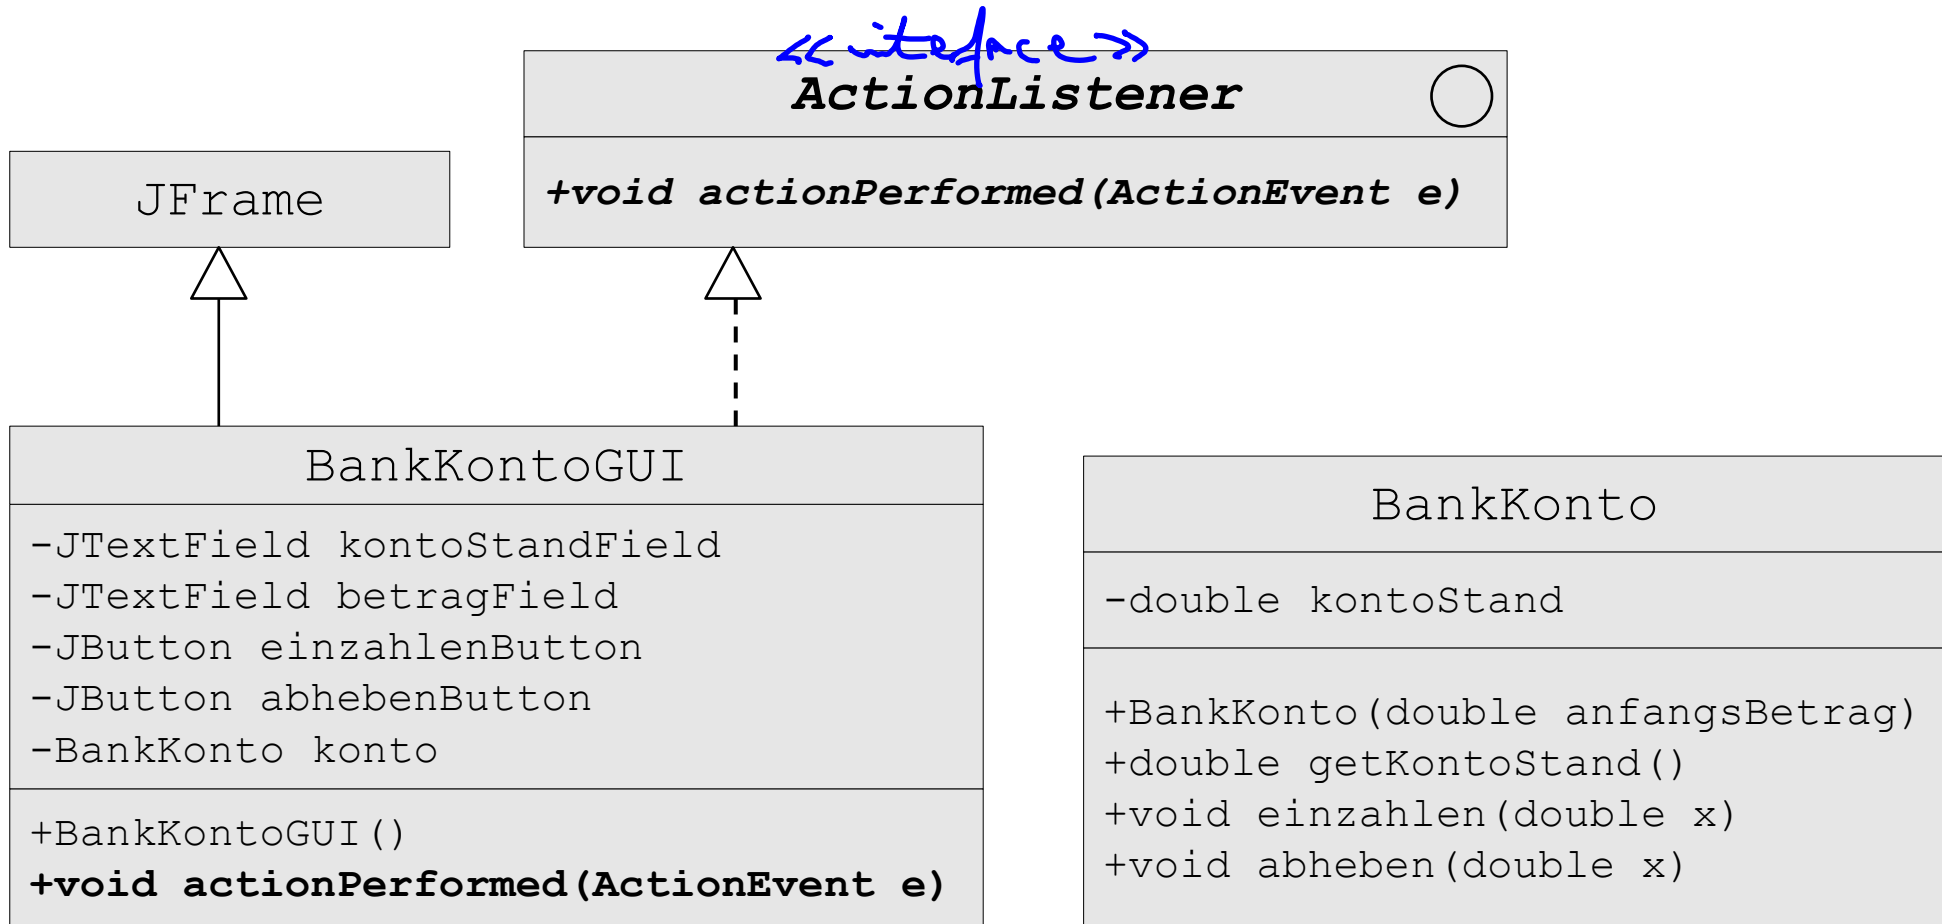 <<iteface>>
ActionListener
+void actionPerformed(ActionEvent e)
JFrame
BankKontoGUI
-JTextField kontoStandField
-JTextField betragField
-JButton einzahlenButton
-JButton abhebenButton
-BankKonto konto
+BankKontoGUI()
+void actionPerformed(ActionEvent e)
BankKonto
-double kontoStand
+BankKonto(double anfangsBetrag)
+double getKontoStand()
+void einzahlen(double x)
+void abheben(double x)